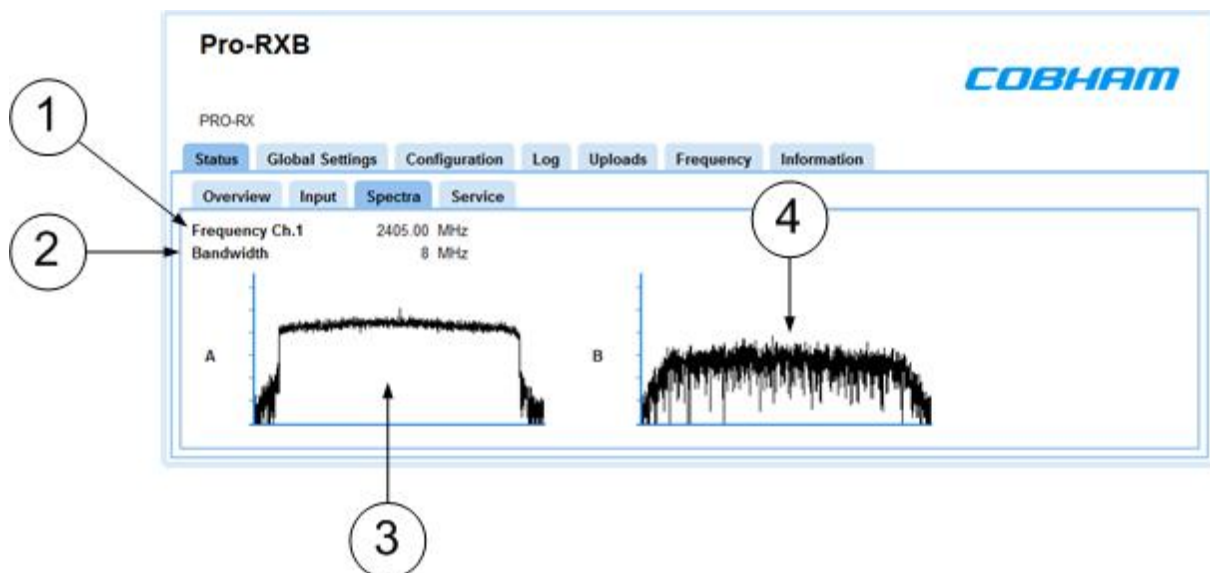 Pro-RXB
COBHAM
1
PRO-RX
Status Global Settings Configuration Log Uploads Frequency Information
Overview Input Spectra Service
4
Frequency Ch.1 2405.00 MHz
2
Bandwidth 8 MHz
A
B
3